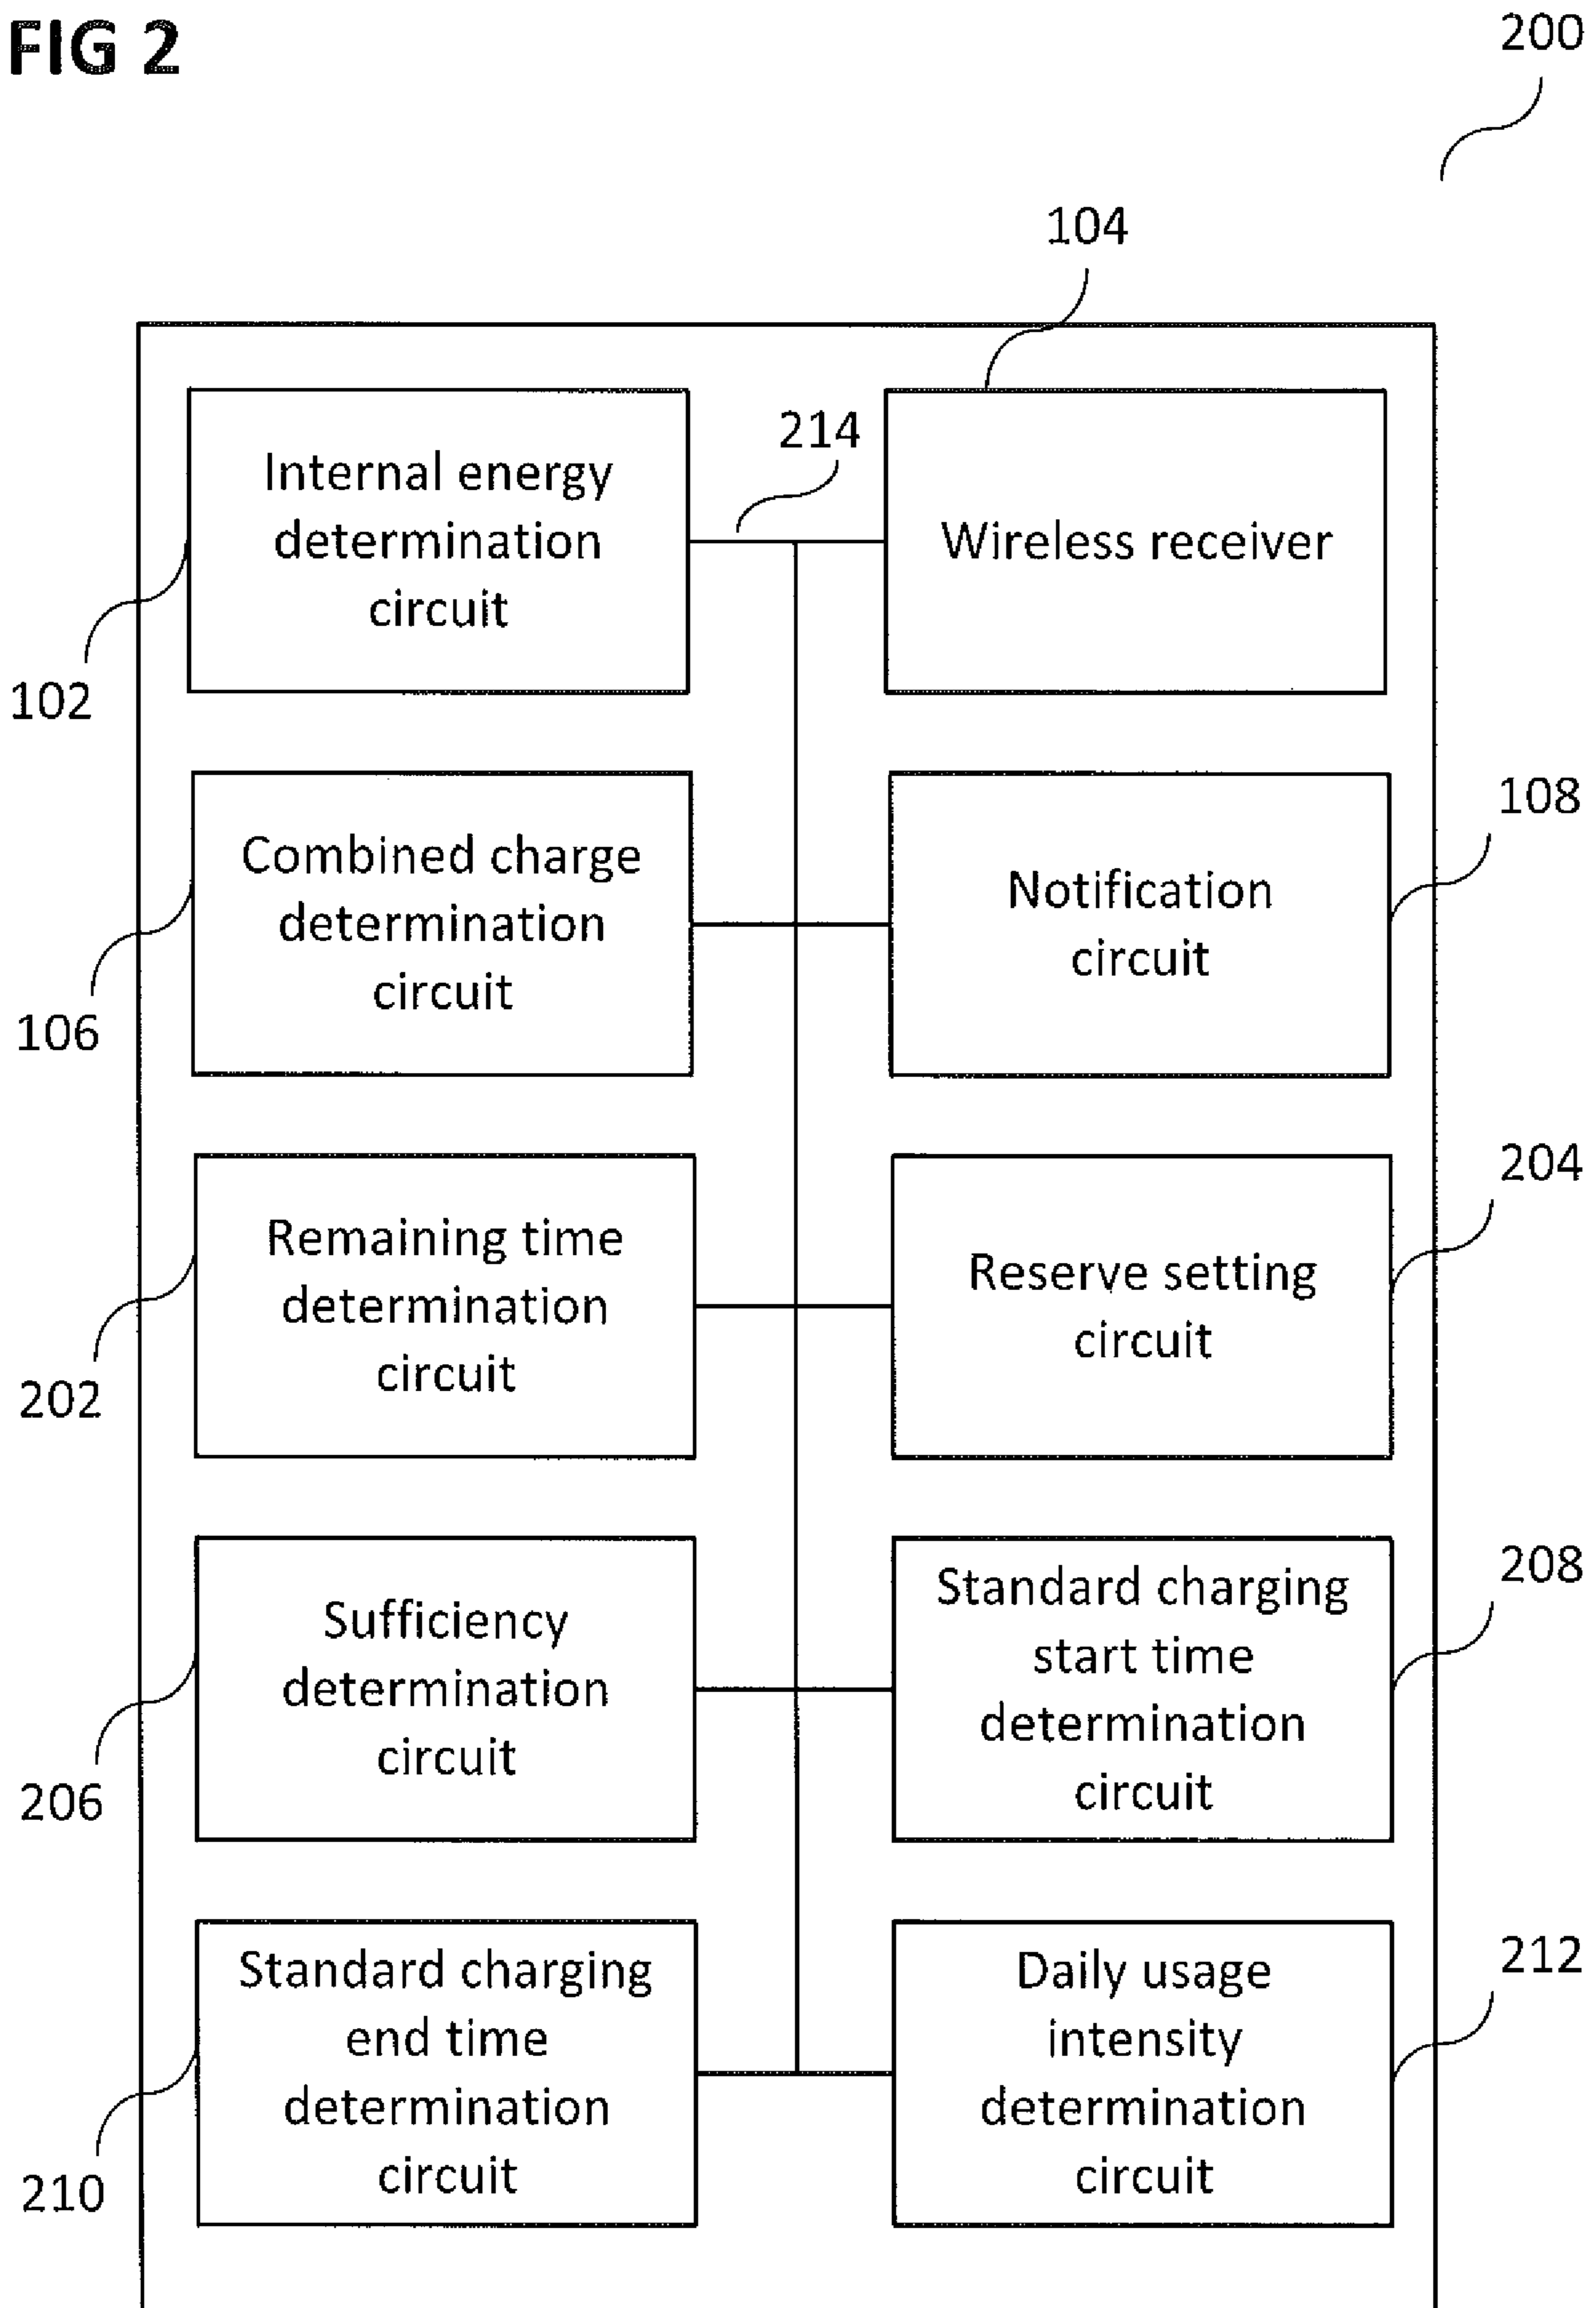 FIG 2
200
104
214
Internal energy
determination
circuit
Wireless receiver
102
Combined charge
determination
circuit
108
Notification
circuit
106
Remaining time
determination
circuit
204
Reserve setting
circuit
202
Sufficiency
determination
circuit
208
Standard charging
start time
determination
circuit
206
Standard charging
end time
determination
circuit
212
Daily usage
intensity
determination
circuit
210